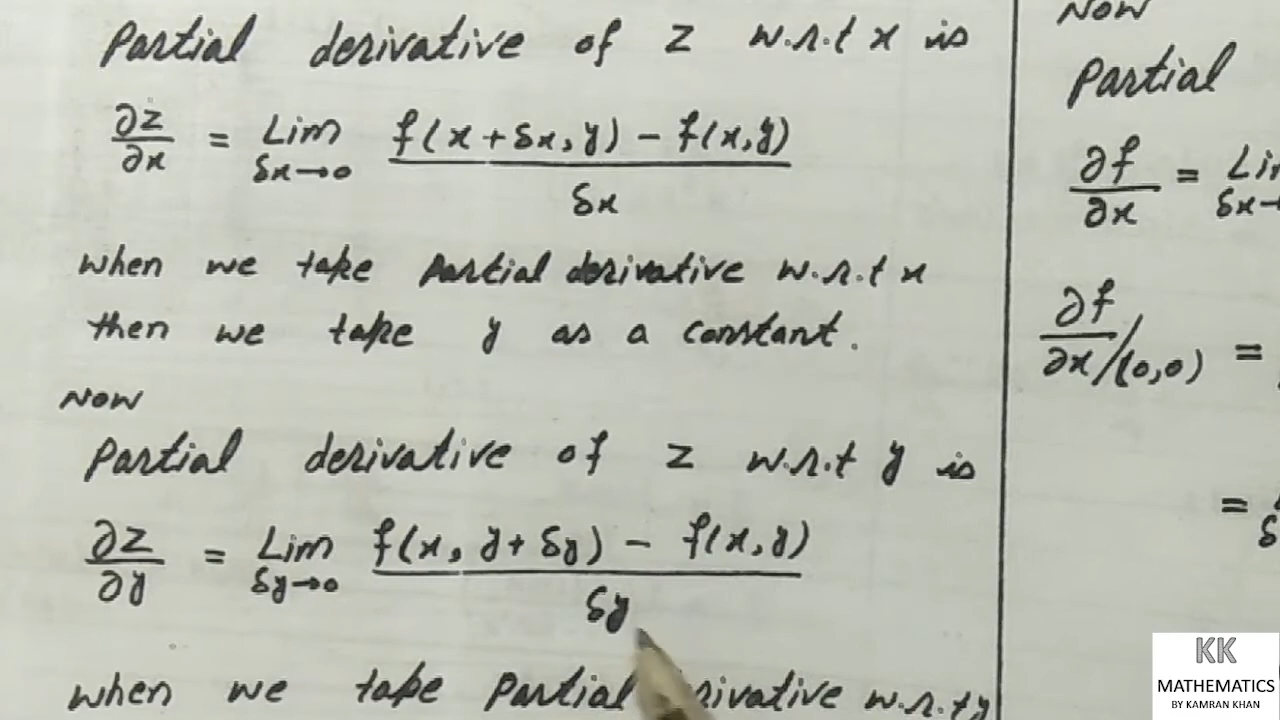 Partial derivative of z w.r.t x is
∂z/∂x = Lim δx→0 f(x+δx, y) − f(x,y) / δx
when we take Partial derivative w.r.t x
then we take y as a constant.
NOW
Partial derivative of z w.r.t y is
∂z/∂y = Lim δy→0 f(x, y+δy) − f(x,y) / δy
when we take Partial w.r.t y
NOW
Partial
∂f/∂x = Li δx→
∂f/∂x/(0,0) =
=
KK
MATHEMATICS
BY KAMRAN KHAN